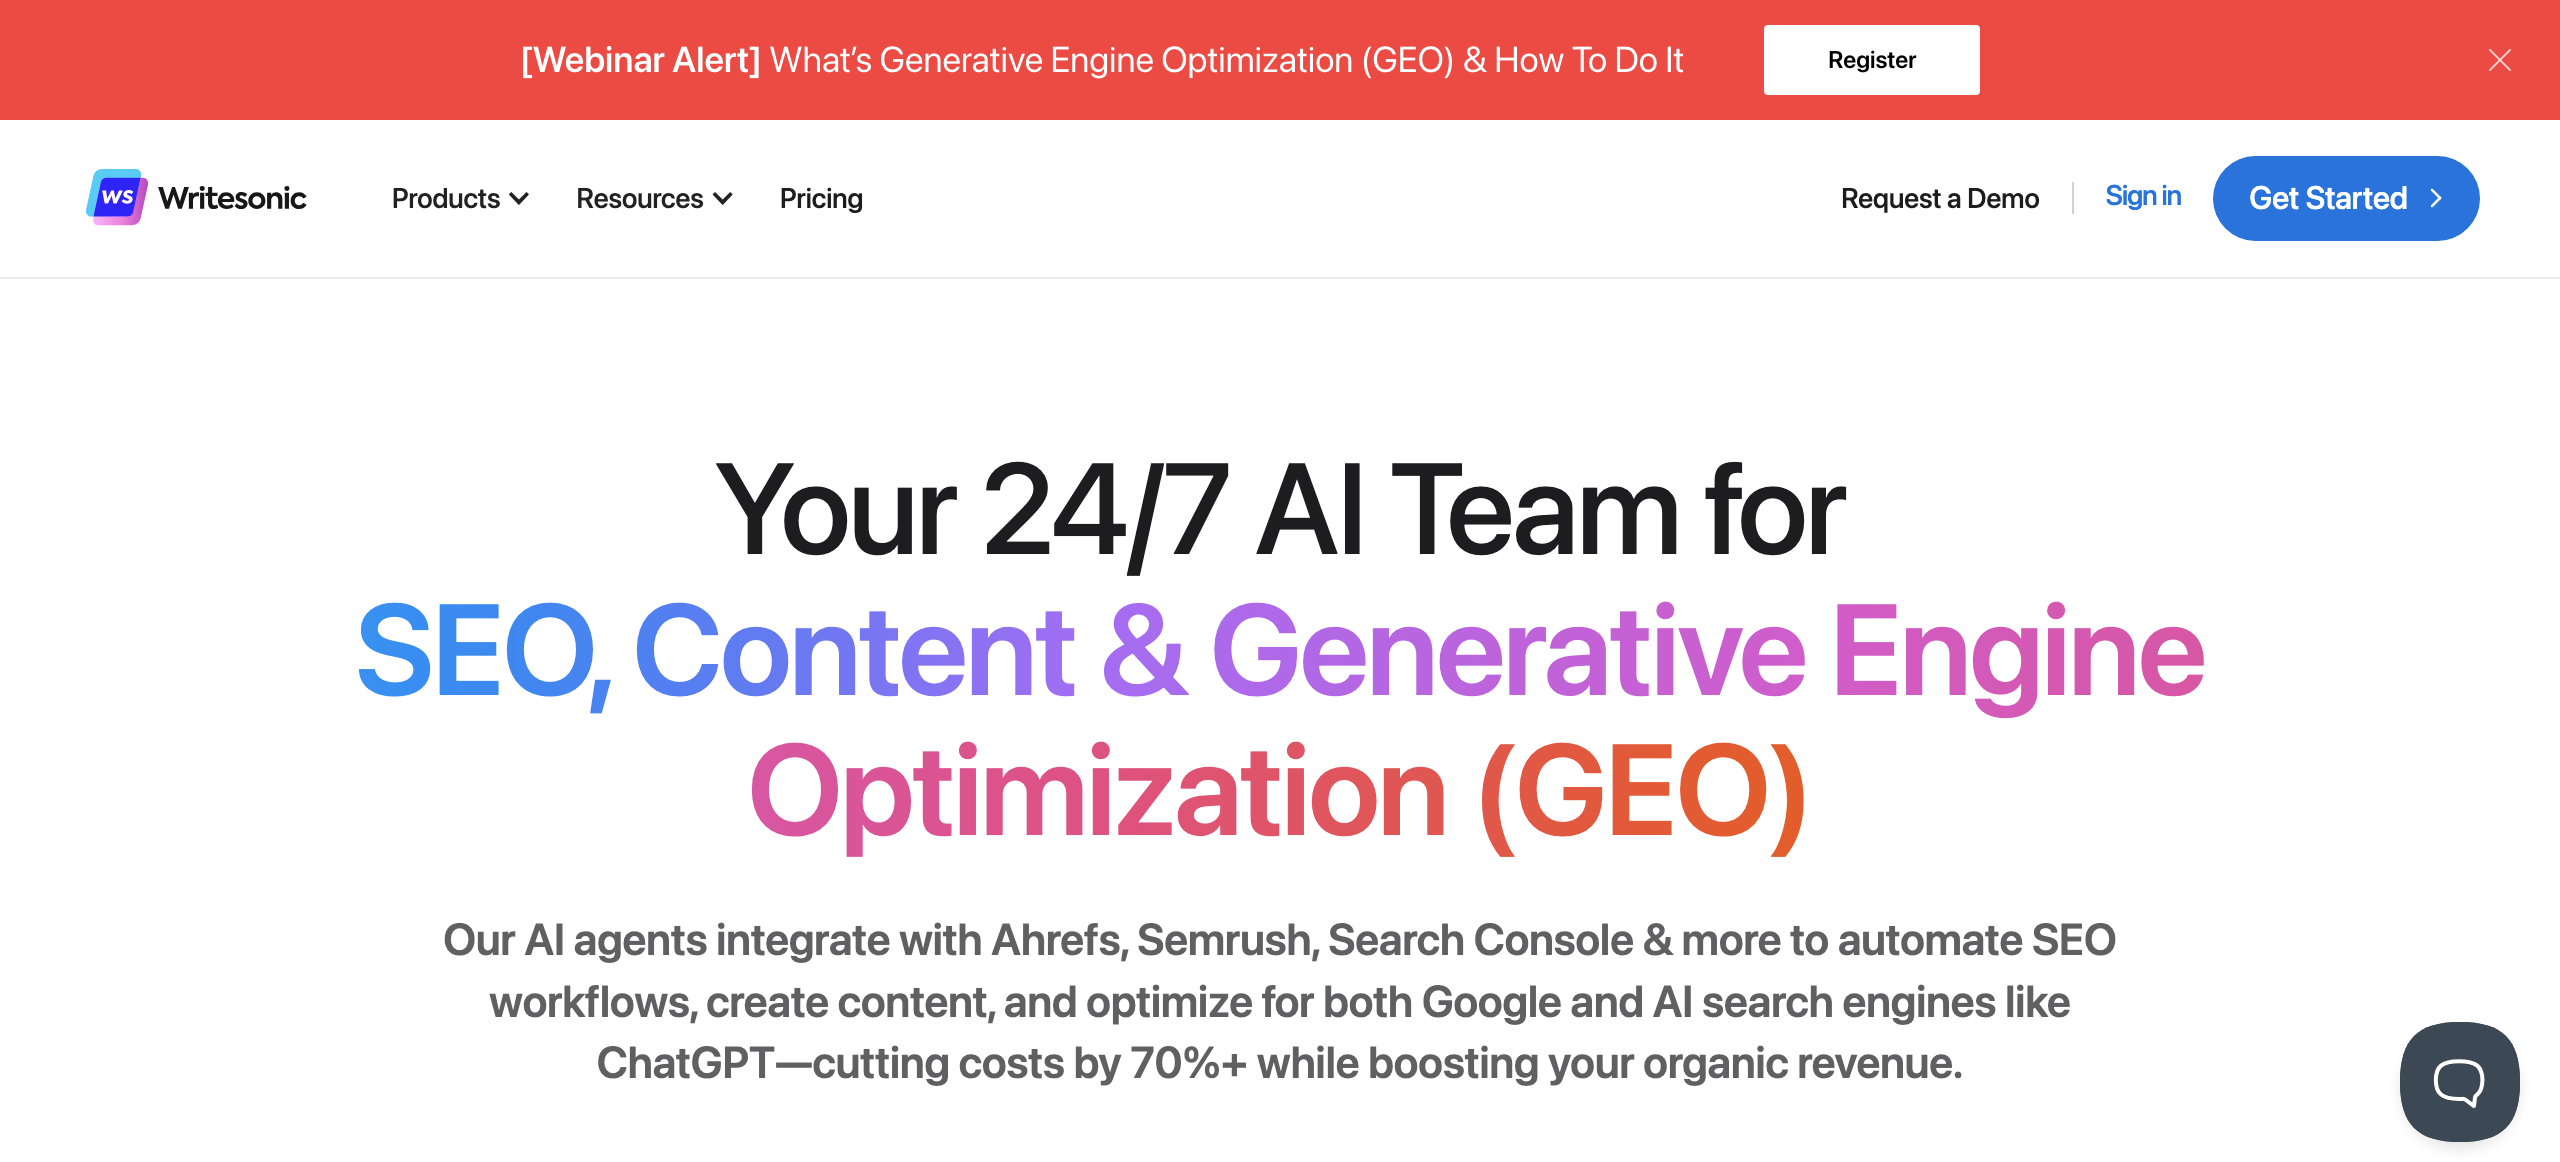 [Webinar Alert] What’s Generative Engine Optimization (GEO) & How To Do It
Register
ws
Writesonic
Products
Resources
Pricing
Request a Demo
Sign in
Get Started
Your 24/7 AI Team for
SEO, Content & Generative Engine
Optimization (GEO)
Our AI agents integrate with Ahrefs, Semrush, Search Console & more to automate SEO
workflows, create content, and optimize for both Google and AI search engines like
ChatGPT—cutting costs by 70%+ while boosting your organic revenue.